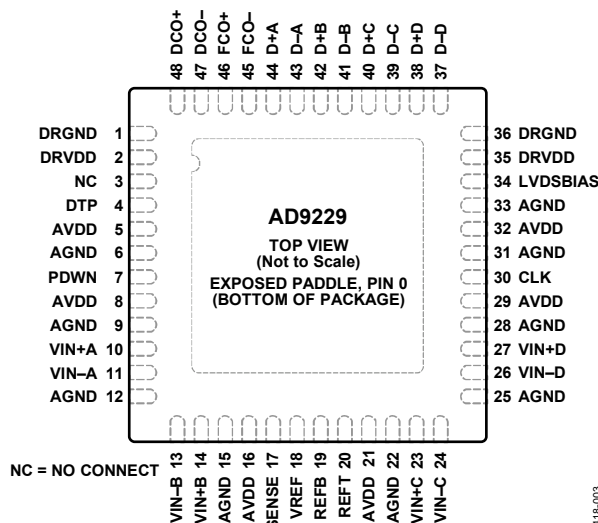 48 DCO+
47 DCO–
46 FCO+
45 FCO–
44 D+A
43 D–A
42 D+B
41 D–B
40 D+C
39 D–C
38 D+D
37 D–D
DRGND 1
DRVDD 2
NC 3
DTP 4
AVDD 5
AGND 6
PDWN 7
AVDD 8
AGND 9
VIN+A 10
VIN–A 11
AGND 12
AD9229
TOP VIEW
(Not to Scale)
EXPOSED PADDLE, PIN 0
(BOTTOM OF PACKAGE)
36 DRGND
35 DRVDD
34 LVDSBIAS
33 AGND
32 AVDD
31 AGND
30 CLK
29 AVDD
28 AGND
27 VIN+D
26 VIN–D
25 AGND
NC = NO CONNECT
VIN–B 13
VIN+B 14
AGND 15
AVDD 16
SENSE 17
VREF 18
REFB 19
REFT 20
AVDD 21
AGND 22
VIN+C 23
VIN–C 24